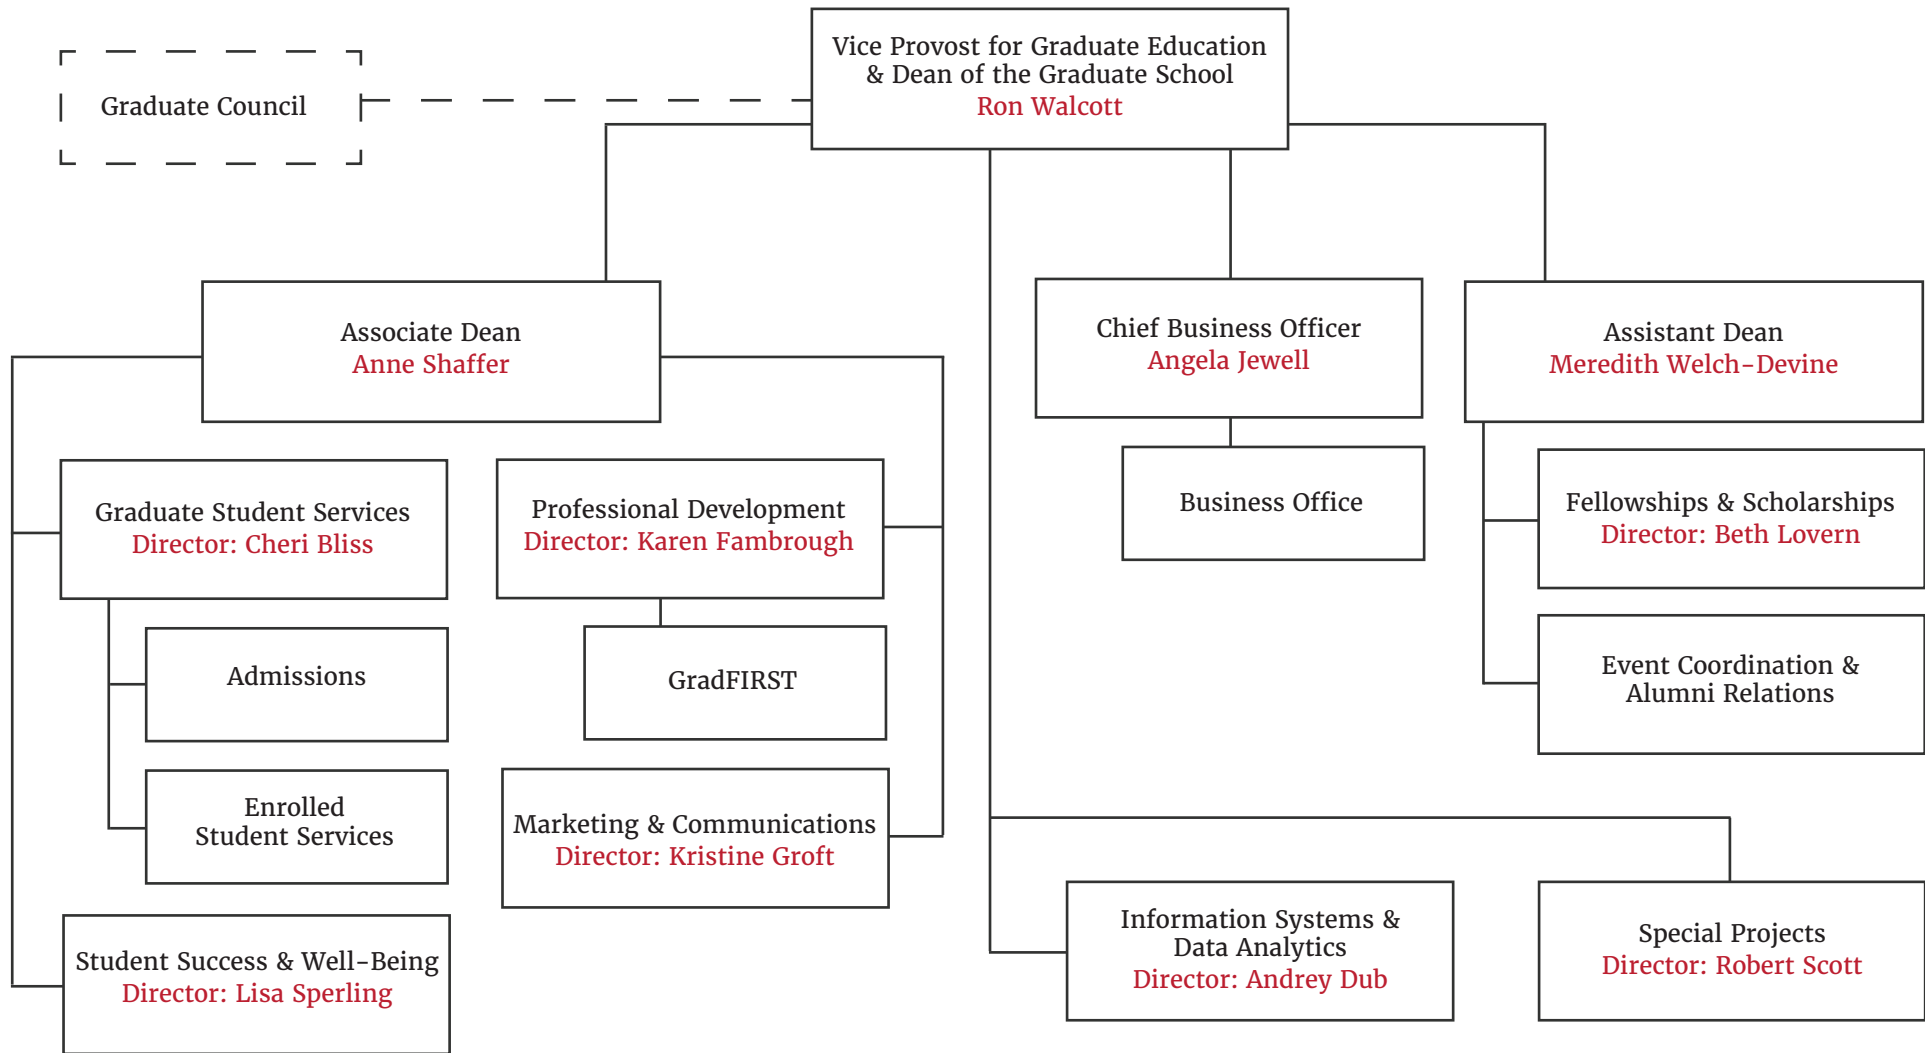 Vice Provost for Graduate Education
& Dean of the Graduate School
Ron Walcott
Graduate Council
Associate Dean
Anne Shaffer
Chief Business Officer
Angela Jewell
Assistant Dean
Meredith Welch-Devine
Graduate Student Services
Director: Cheri Bliss
Professional Development
Director: Karen Fambrough
Business Office
Fellowships & Scholarships
Director: Beth Lovern
Admissions
GradFIRST
Event Coordination &
Alumni Relations
Enrolled
Student Services
Marketing & Communications
Director: Kristine Groft
Student Success & Well-Being
Director: Lisa Sperling
Information Systems &
Data Analytics
Director: Andrey Dub
Special Projects
Director: Robert Scott